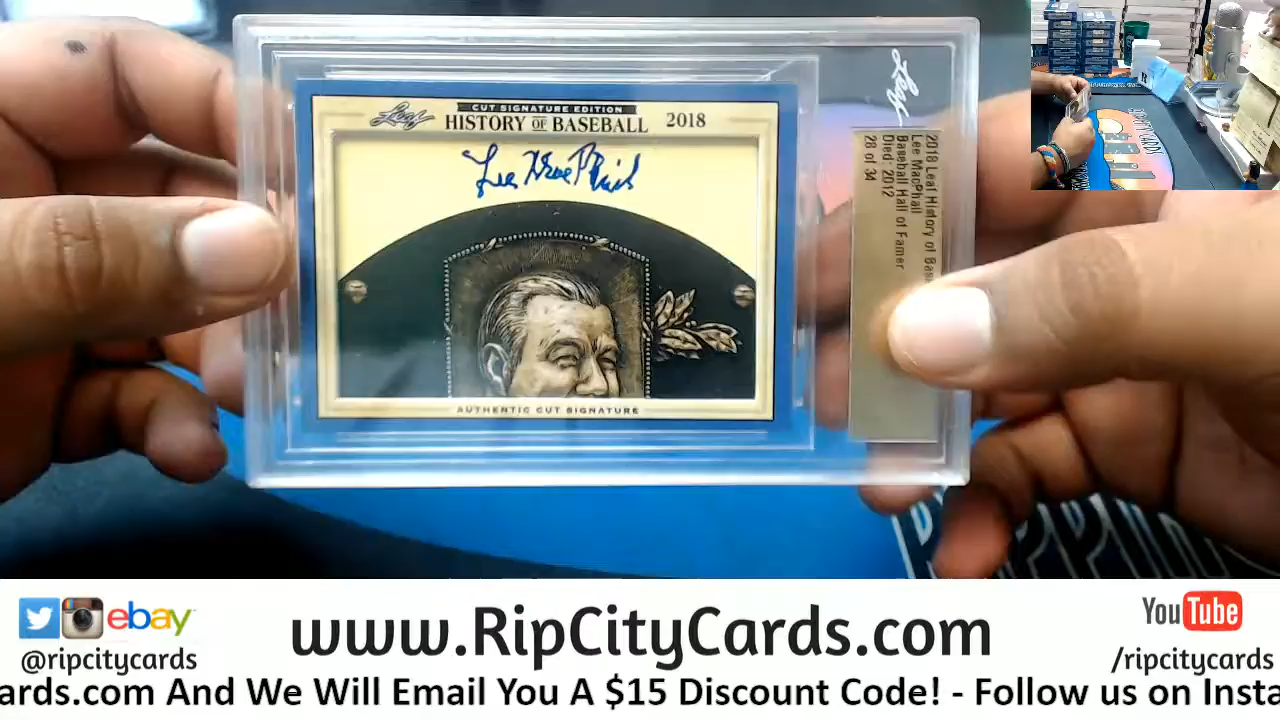 Leaf
CUT SIGNATURE EDITION
HISTORY OF BASEBALL 2018
Lee MacPhail
AUTHENTIC CUT SIGNATURE
Leaf
2018 Leaf History of Bas
Lee MacPhail
Baseball Hall of Famer
Died: 2012
28 of 34
ebay
@ripcitycards
www.RipCityCards.com
YouTube
/ripcitycards
ards.com And We Will Email You A $15 Discount Code! - Follow us on Insta